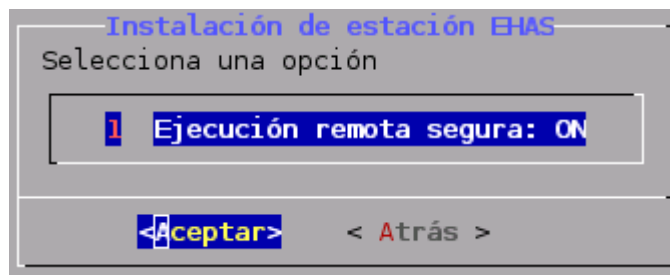 Instalación de estación EHAS
Selecciona una opción
1 Ejecución remota segura: ON
<Aceptar> < Atrás >